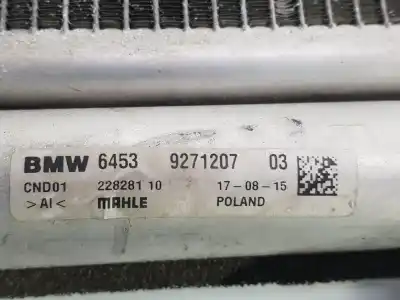 BMW 6453 9271207 03
CND01 228281 10 17-08-15
>Al< MAHLE POLAND